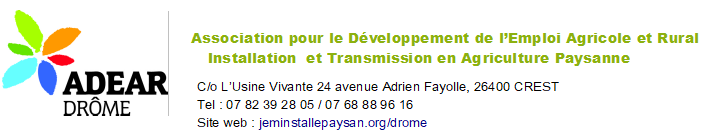 ADEAR
DRÔME
Association pour le Développement de l'Emploi Agricole et Rural
Installation et Transmission en Agriculture Paysanne
C/o L'Usine Vivante 24 avenue Adrien Fayolle, 26400 CREST
Tel : 07 82 39 28 05 / 07 68 88 96 16
Site web : jeminstallepaysan.org/drome